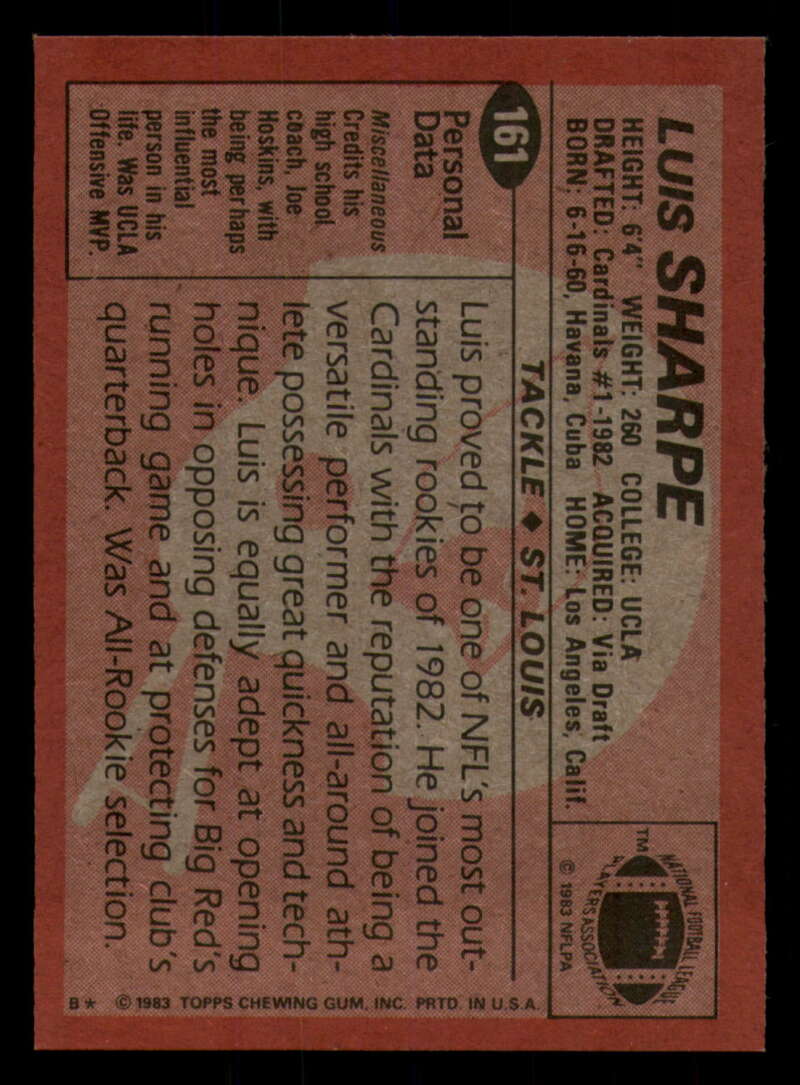 LUIS SHARPE
HEIGHT: 6'4" WEIGHT: 260 COLLEGE: UCLA
DRAFTED: Cardinals #1-1982 ACQUIRED: Via Draft
BORN: 6-16-60, Havana, Cuba HOME: Los Angeles, Calif.
NATIONAL FOOTBALL LEAGUE
PLAYERS ASSOCIATION
TM
© 1983 NFLPA
161
TACKLE ♦ ST. LOUIS
Personal
Data
Miscellaneous
Credits his
high school
coach, Joe
Hoskins, with
being perhaps
the most
influential
person in his
life. Was UCLA
Offensive MVP.
Luis proved to be one of NFL's most out-
standing rookies of 1982. He joined the
Cardinals with the reputation of being a
versatile performer and all-around ath-
lete possessing great quickness and tech-
nique. Luis is equally adept at opening
holes in opposing defenses for Big Red's
running game and at protecting club's
quarterback. Was All-Rookie selection.
B* © 1983 TOPPS CHEWING GUM, INC. PRTD. IN U.S.A.